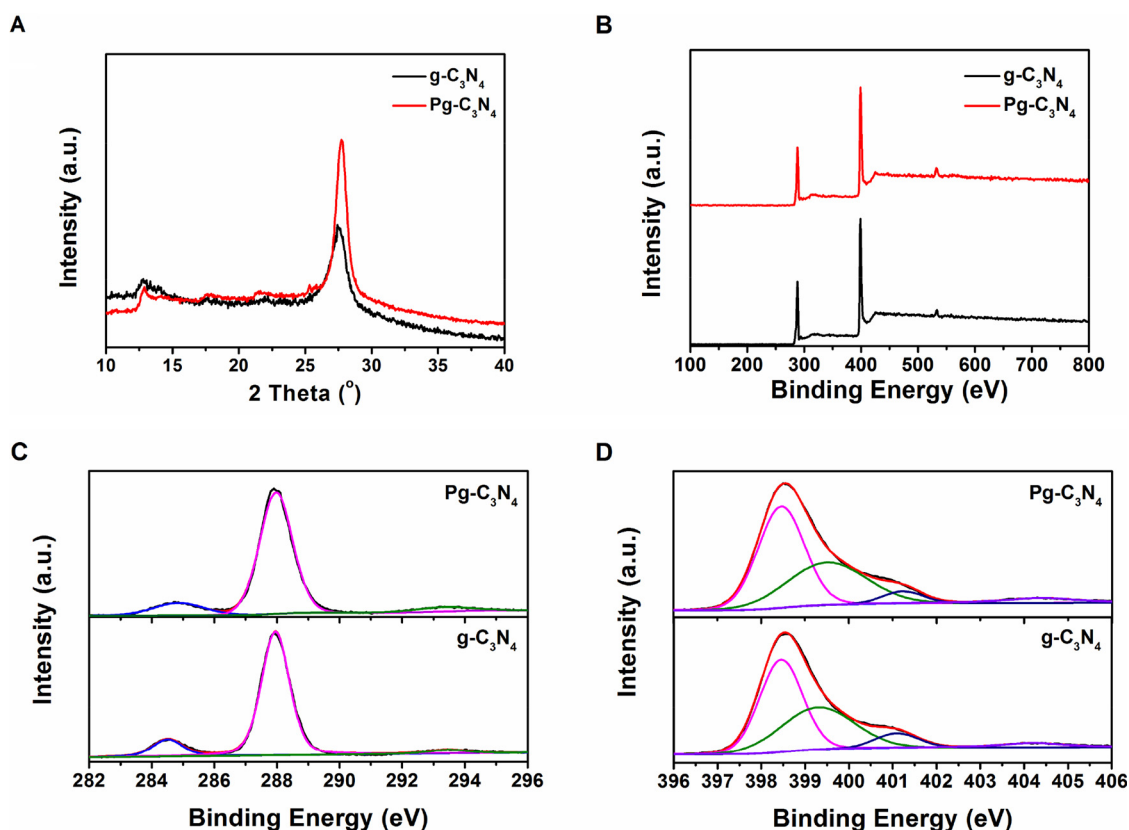 A
g-C₃N₄
Pg-C₃N₄
Intensity (a.u.)
10 15 20 25 30 35 40
2 Theta (°)
B
g-C₃N₄
Pg-C₃N₄
Intensity (a.u.)
100 200 300 400 500 600 700 800
Binding Energy (eV)
C
Pg-C₃N₄
g-C₃N₄
Intensity (a.u.)
282 284 286 288 290 292 294 296
Binding Energy (eV)
D
Pg-C₃N₄
g-C₃N₄
Intensity (a.u.)
396 397 398 399 400 401 402 403 404 405 406
Binding Energy (eV)